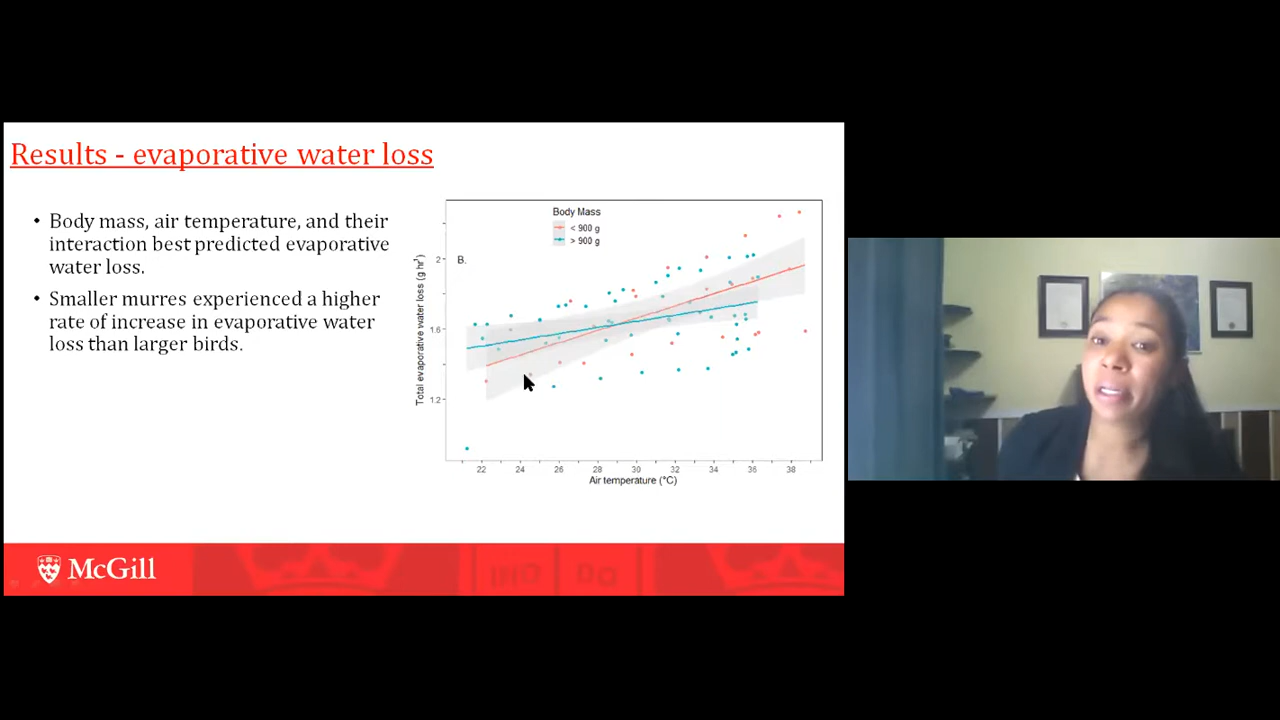 Results - evaporative water loss
• Body mass, air temperature, and their
interaction best predicted evaporative
water loss.
• Smaller murres experienced a higher
rate of increase in evaporative water
loss than larger birds.
Body Mass
< 900 g
> 900 g
B.
Total evaporative water loss (g hr¹)
2
1.6
1.2
22 24 26 28 30 32 34 36 38
Air temperature (°C)
McGill